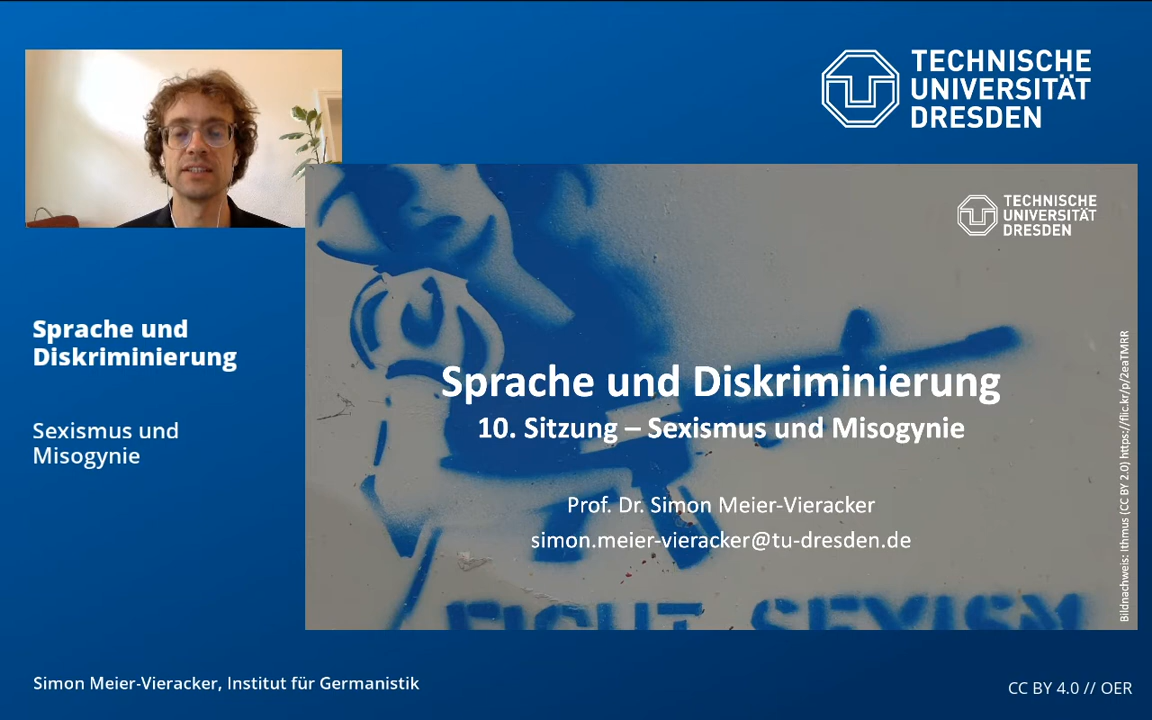 TECHNISCHE
UNIVERSITÄT
DRESDEN
TECHNISCHE
UNIVERSITÄT
DRESDEN
Sprache und
Diskriminierung
Sexismus und
Misogynie
Sprache und Diskriminierung
10. Sitzung – Sexismus und Misogynie
Prof. Dr. Simon Meier-Vieracker
simon.meier-vieracker@tu-dresden.de
Bildnachweis: Ithmus (CC BY 2.0) https://flic.kr/p/2eaTMRR
FIGHT SEXISM
Simon Meier-Vieracker, Institut für Germanistik
CC BY 4.0 // OER